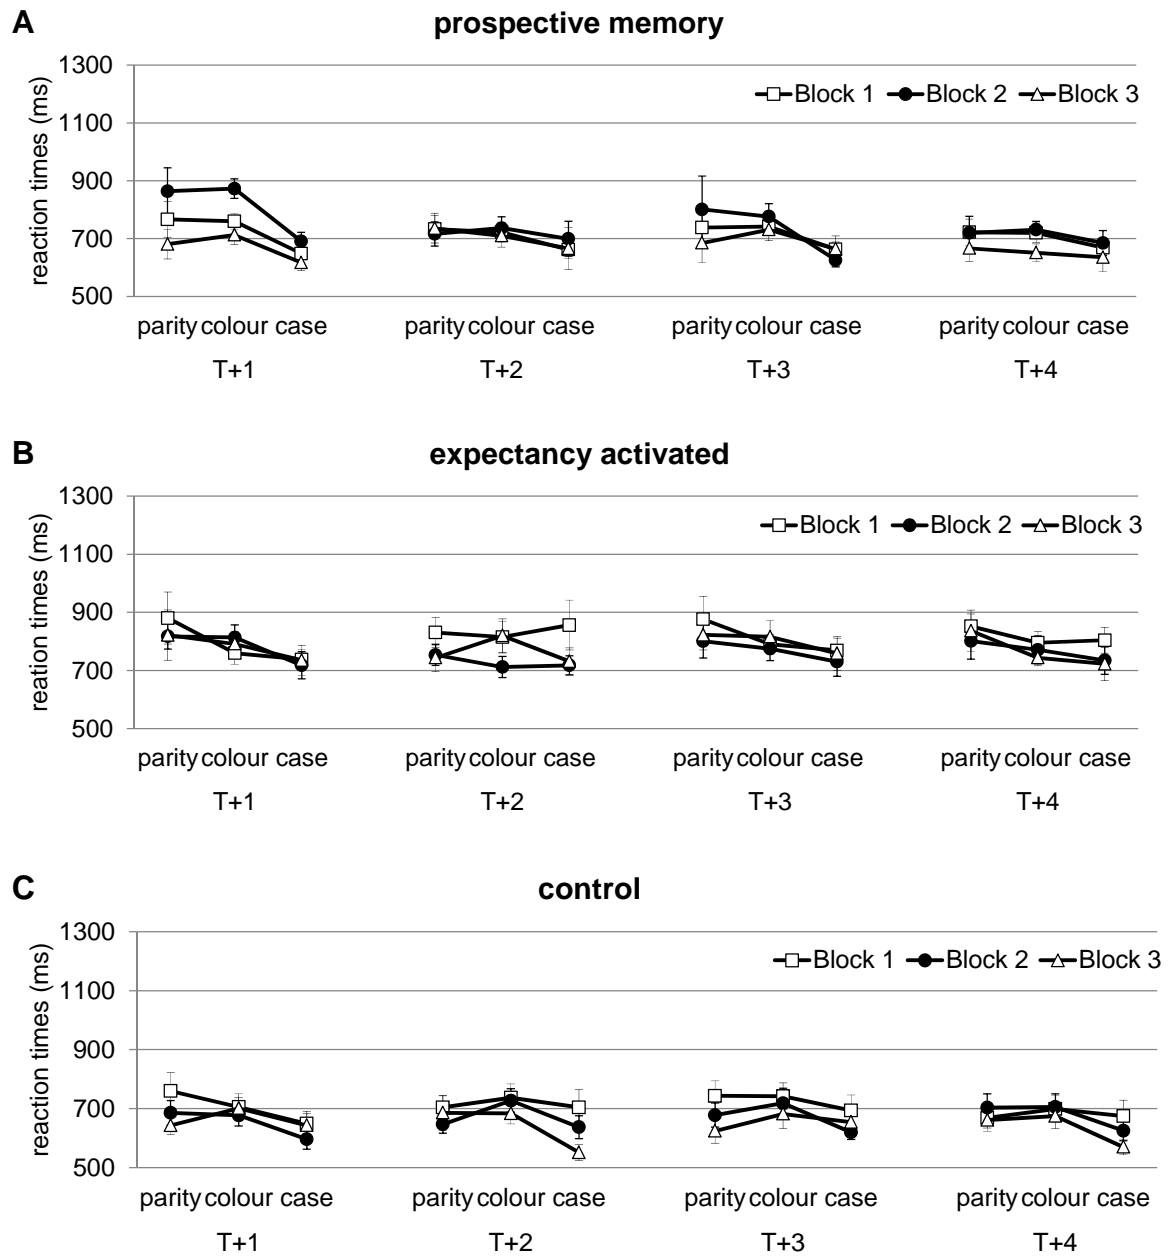 A
prospective memory
1300
1100
900
700
500
reaction times (ms)
Block 1 Block 2 Block 3
parity colour case parity colour case parity colour case parity colour case
T+1 T+2 T+3 T+4
B
expectancy activated
1300
1100
900
700
500
reation times (ms)
Block 1 Block 2 Block 3
parity colour case parity colour case parity colour case parity colour case
T+1 T+2 T+3 T+4
C
control
1300
1100
900
700
500
reaction times (ms)
Block 1 Block 2 Block 3
parity colour case parity colour case parity colour case parity colour case
T+1 T+2 T+3 T+4